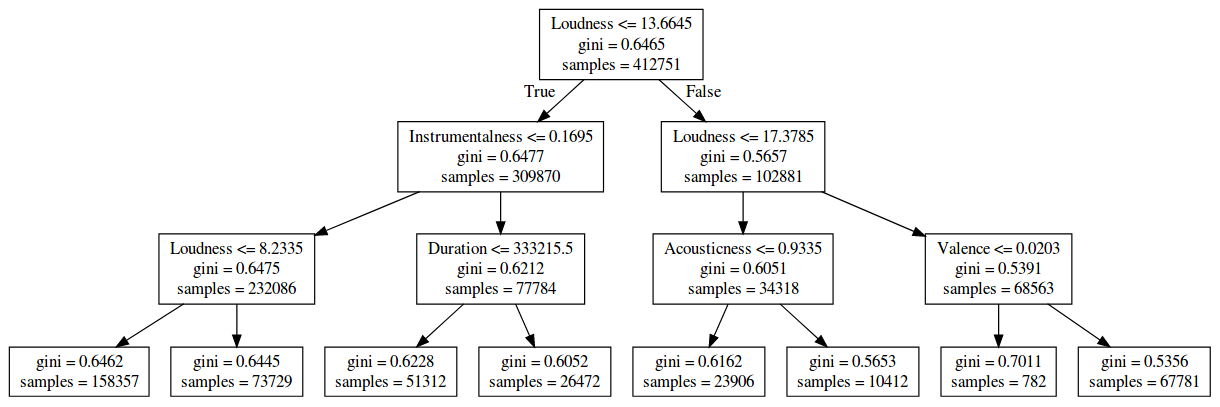 Loudness <= 13.6645
gini = 0.6465
samples = 412751
True
False
Instrumentalness <= 0.1695
gini = 0.6477
samples = 309870
Loudness <= 17.3785
gini = 0.5657
samples = 102881
Loudness <= 8.2335
gini = 0.6475
samples = 232086
Duration <= 333215.5
gini = 0.6212
samples = 77784
Acousticness <= 0.9335
gini = 0.6051
samples = 34318
Valence <= 0.0203
gini = 0.5391
samples = 68563
gini = 0.6462
samples = 158357
gini = 0.6445
samples = 73729
gini = 0.6228
samples = 51312
gini = 0.6052
samples = 26472
gini = 0.6162
samples = 23906
gini = 0.5653
samples = 10412
gini = 0.7011
samples = 782
gini = 0.5356
samples = 67781